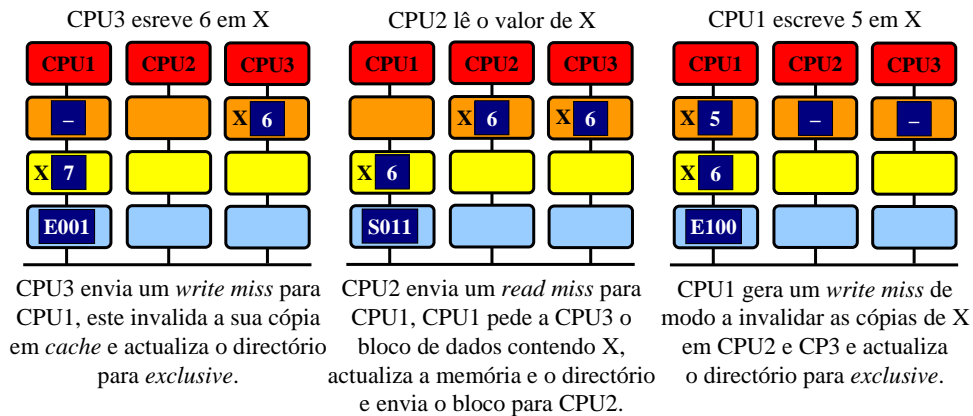 CPU3 esreve 6 em X
CPU1 CPU2 CPU3
– X 6
X 7
E001
CPU3 envia um write miss para
CPU1, este invalida a sua cópia
em cache e actualiza o directório
para exclusive.
CPU2 lê o valor de X
CPU1 CPU2 CPU3
X 6 X 6
X 6
S011
CPU2 envia um read miss para
CPU1, CPU1 pede a CPU3 o
bloco de dados contendo X,
actualiza a memória e o directório
e envia o bloco para CPU2.
CPU1 escreve 5 em X
CPU1 CPU2 CPU3
X 5 – –
X 6
E100
CPU1 gera um write miss de
modo a invalidar as cópias de X
em CPU2 e CP3 e actualiza
o directório para exclusive.